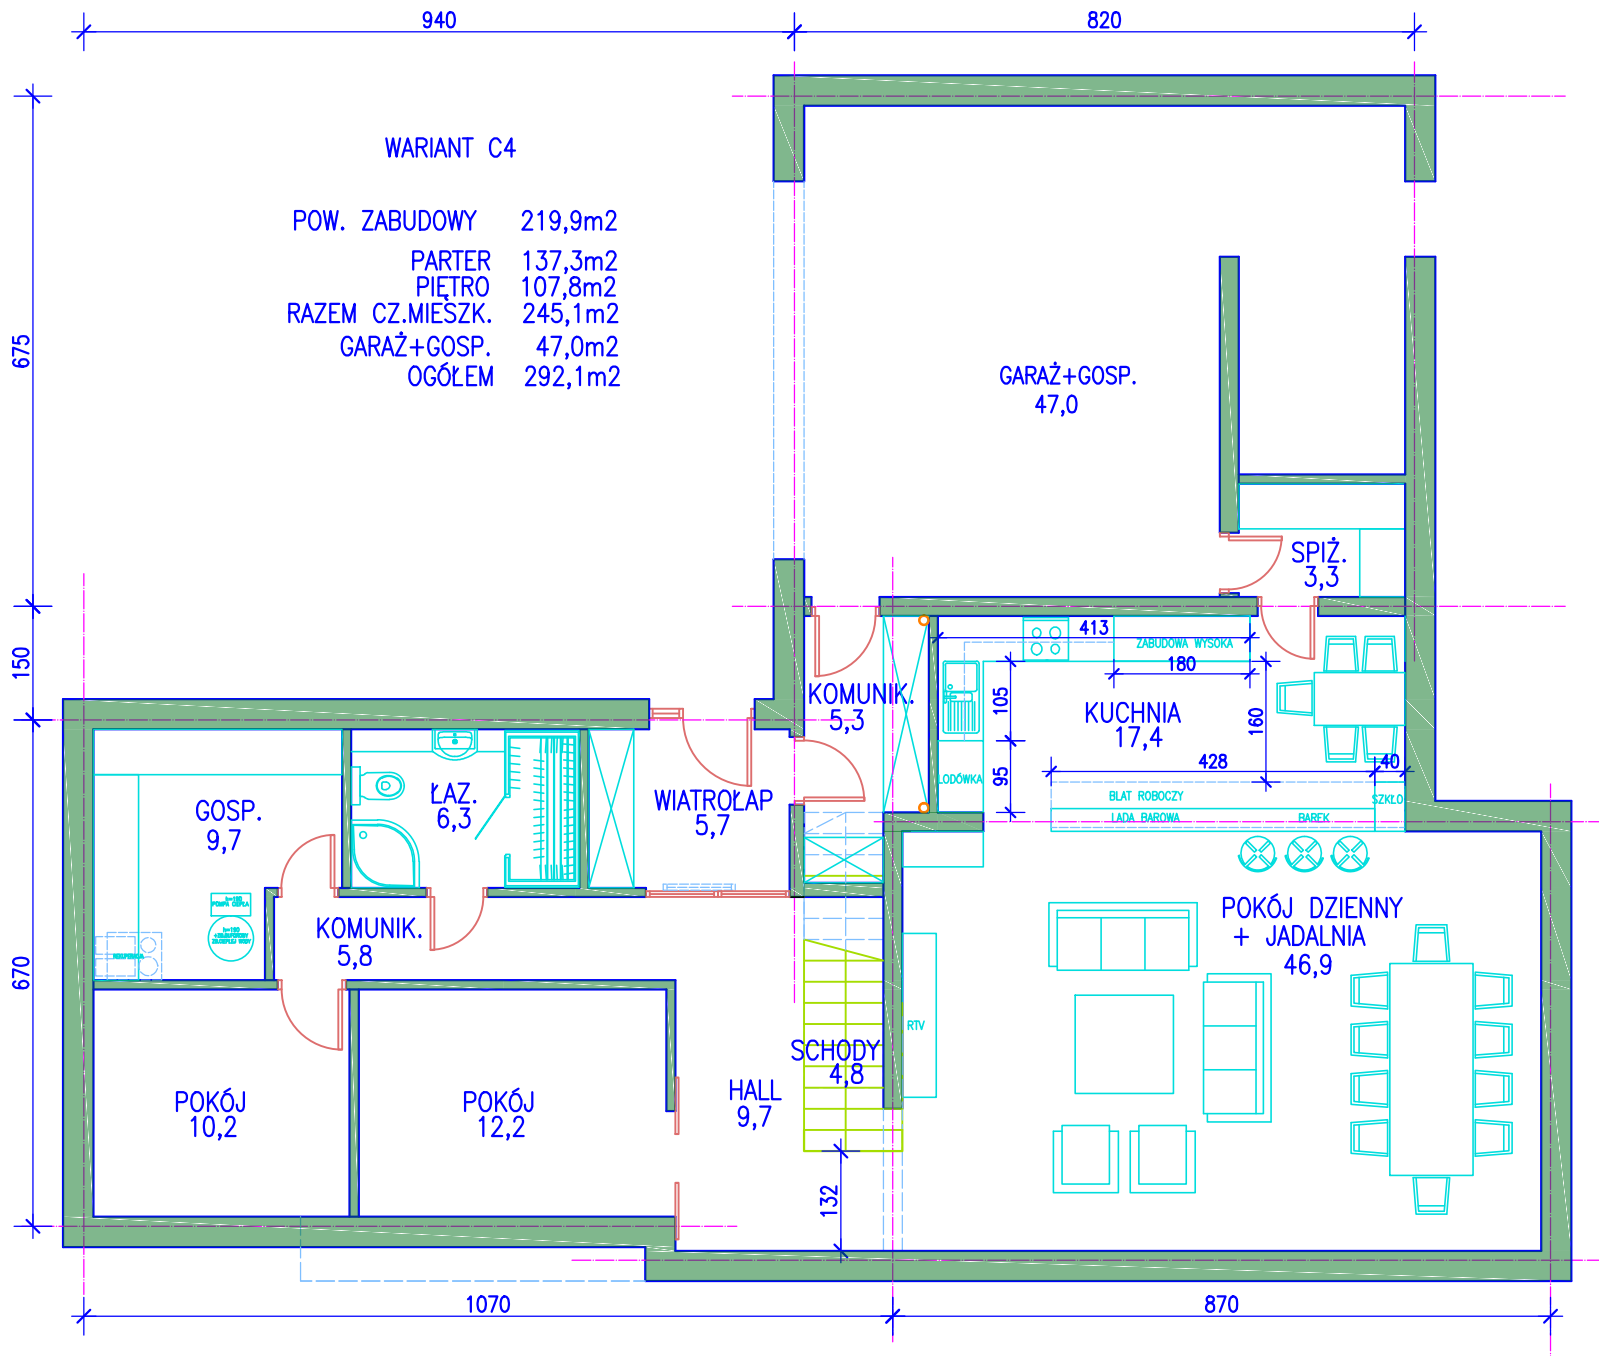 940
820
WARIANT C4
POW. ZABUDOWY 219,9m2
PARTER 137,3m2
PIĘTRO 107,8m2
RAZEM CZ.MIESZK. 245,1m2
GARAŻ+GOSP. 47,0m2
OGÓŁEM 292,1m2
675
GARAŻ+GOSP.
47,0
SPIŻ.
3,3
413
ZABUDOWA WYSOKA
180
150
KOMUNIK.
5,3
105
KUCHNIA
17,4
160
428
40
95
LODÓWKA
BLAT ROBOCZY
SZKŁO
LADA BAROWA
BAREK
GOSP.
9,7
ŁAZ.
6,3
WIATROŁAP
5,7
h=190
POMPA CIEPŁA
h=190
KOMUNIK.
5,8
POKÓJ DZIENNY
+ JADALNIA
46,9
670
RTV
SCHODY
4,8
HALL
9,7
POKÓJ
10,2
POKÓJ
12,2
132
1070
870